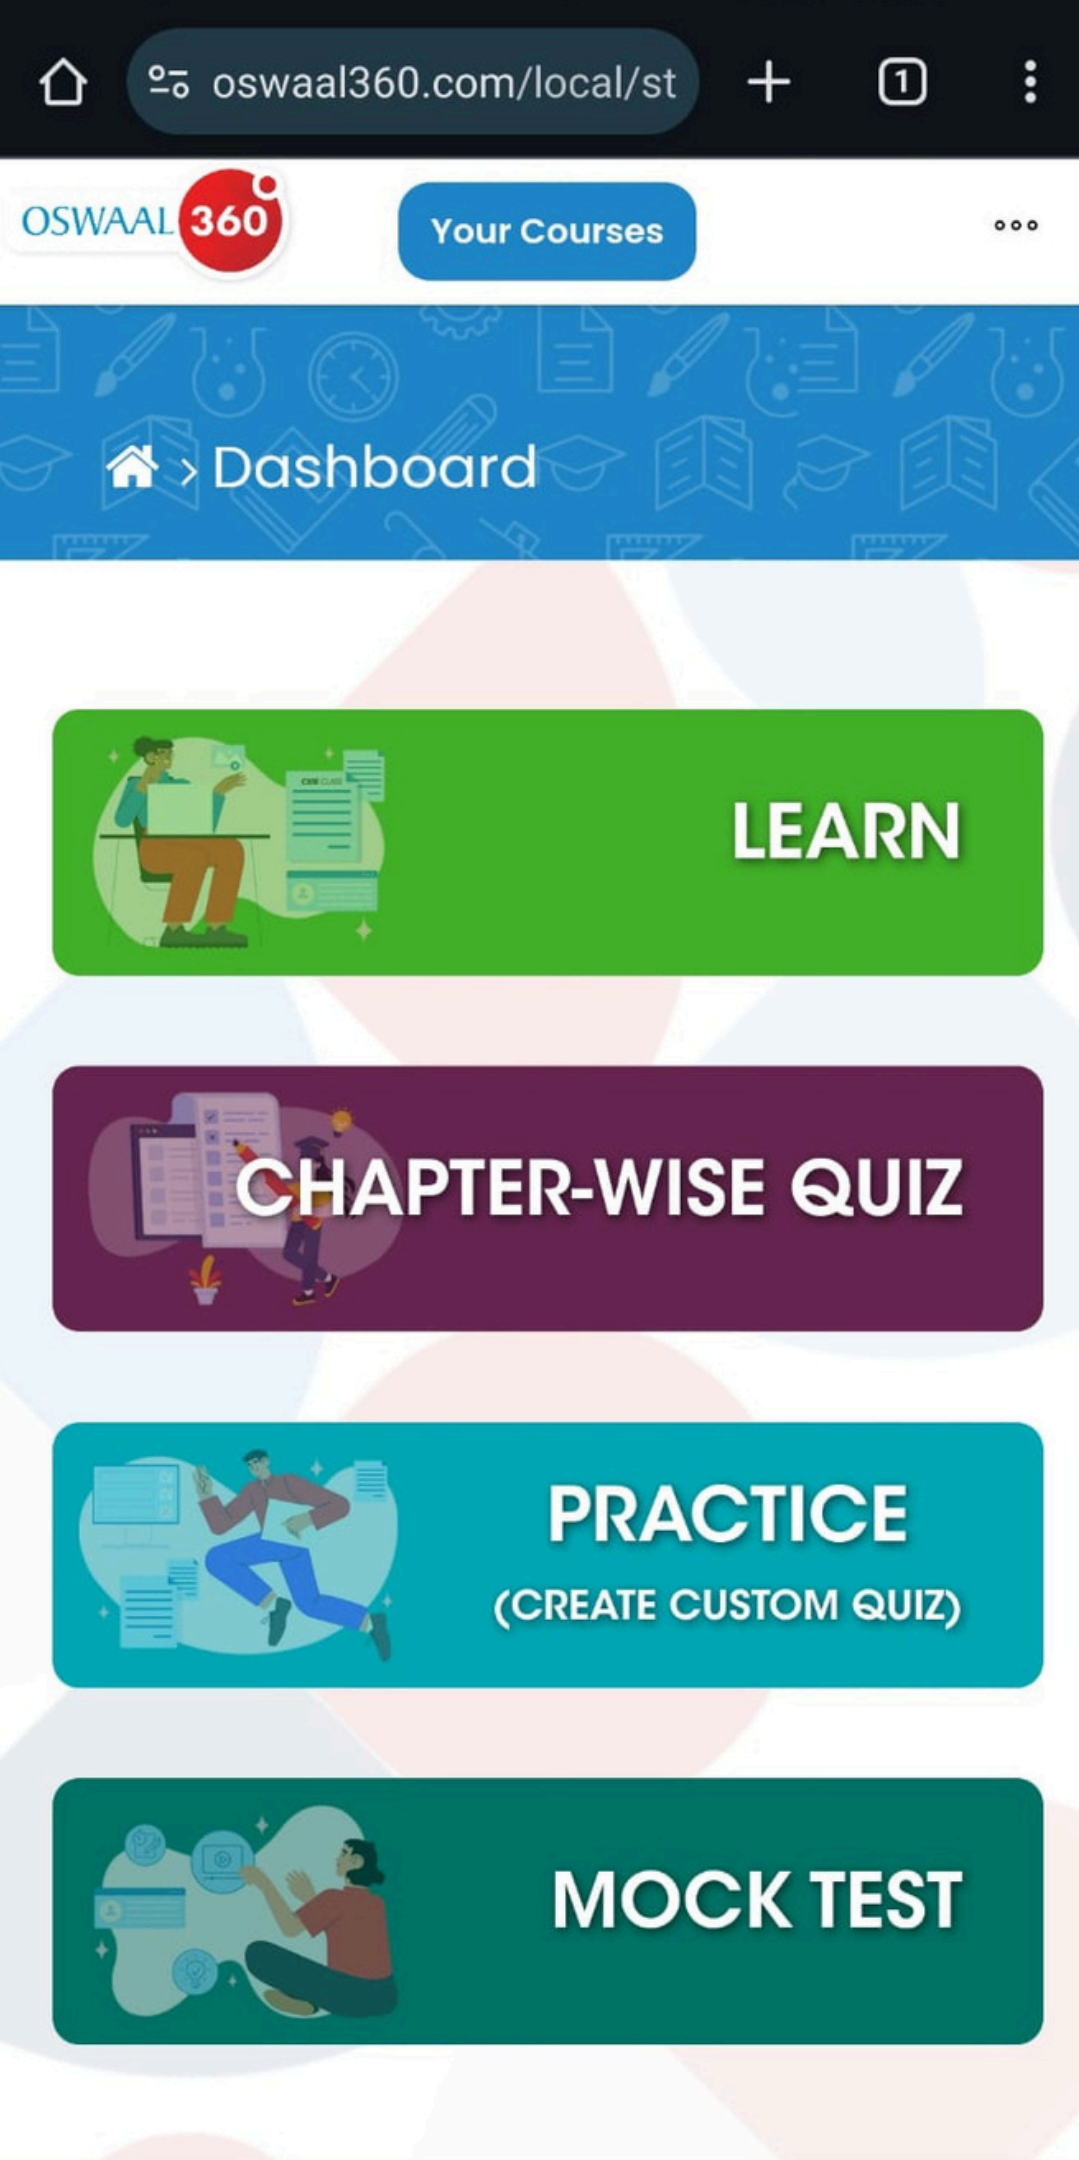 oswaal360.com/local/st
1
OSWAAL 360
Your Courses
> Dashboard
LEARN
CHAPTER-WISE QUIZ
PRACTICE
(CREATE CUSTOM QUIZ)
MOCK TEST